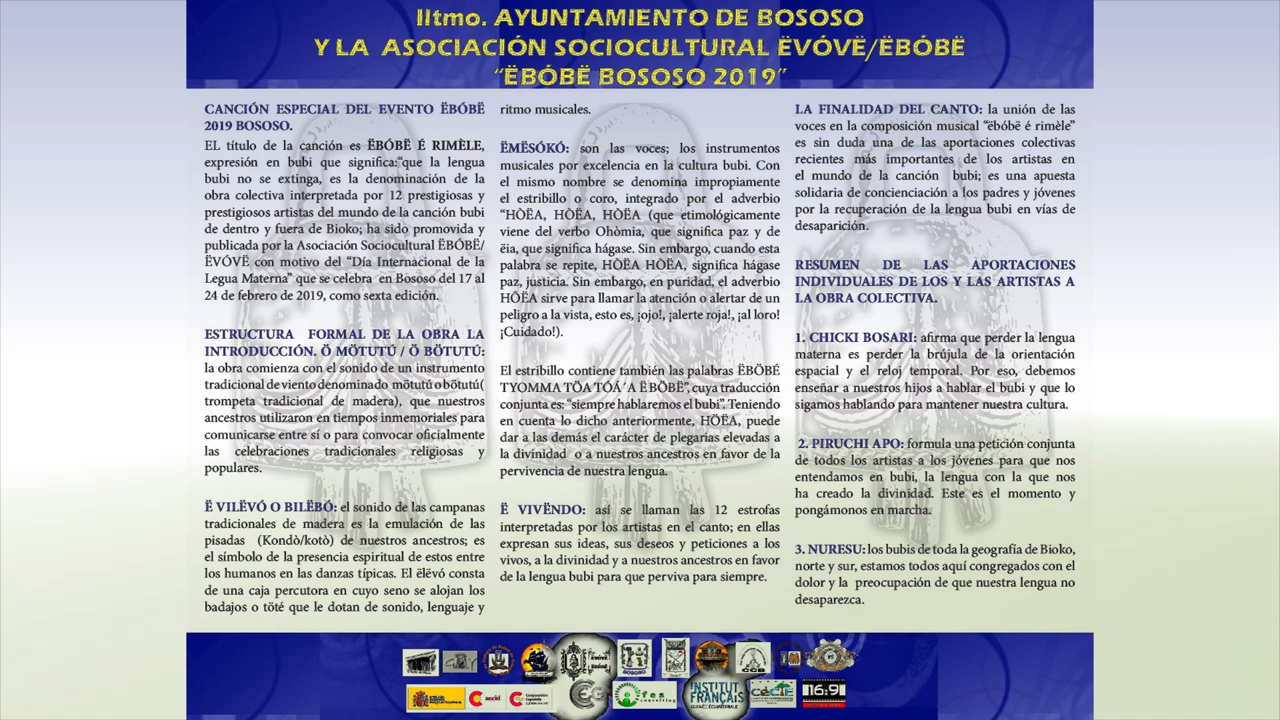 Iltmo. AYUNTAMIENTO DE BOSOSO
Y LA ASOCIACIÓN SOCIOCULTURAL ËVÓVË/ËBÓBË
“ËBÓBË BOSOSO 2019”
CANCIÓN ESPECIAL DEL EVENTO ËBÓBË
2019 BOSOSO.
EL título de la canción es ËBÓBË É RIMÈLE,
expresión en bubi que significa:“que la lengua
bubi no se extinga, es la denominación de la
obra colectiva interpretada por 12 prestigiosas y
prestigiosos artistas del mundo de la canción bubi
de dentro y fuera de Bioko; ha sido promovida y
publicada por la Asociación Sociocultural ËBÓBË/
ËVÓVË con motivo del “Día Internacional de la
Legua Materna” que se celebra en Bososo del 17 al
24 de febrero de 2019, como sexta edición.
ESTRUCTURA FORMAL DE LA OBRA LA
INTRODUCCIÓN. Ö MÖTUTÚ / Ö BÖTUTÚ:
la obra comienza con el sonido de un instrumento
tradicional de viento denominado mötutú o bötutú(
trompeta tradicional de madera), que nuestros
ancestros utilizaron en tiempos inmemoriales para
comunicarse entre sí o para convocar oficialmente
las celebraciones tradicionales religiosas y
populares.
Ë VILËVÓ O BILËBÓ: el sonido de las campanas
tradicionales de madera es la emulación de las
pisadas (Kondò/kotò) de nuestros ancestros; es
el símbolo de la presencia espiritual de estos entre
los humanos en las danzas típicas. El ëlëvó consta
de una caja percutora en cuyo seno se alojan los
badajos o töté que le dotan de sonido, lenguaje y
ritmo musicales.
ËMËSÓKÓ: son las voces; los instrumentos
musicales por excelencia en la cultura bubi. Con
el mismo nombre se denomina impropiamente
el estribillo o coro, integrado por el adverbio
“HÒËA, HÒËA, HÒËA (que etimológicamente
viene del verbo Ohòmia, que significa paz y de
ëia, que significa hágase. Sin embargo, cuando esta
palabra se repite, HÒËA HÒËA, significa hágase
paz, justicia. Sin embargo, en puridad, el adverbio
HÔËA sirve para llamar la atención o alertar de un
peligro a la vista, esto es, ¡ojo!, ¡alerte roja!, ¡al loro!
¡Cuidado!).
El estribillo contiene también las palabras ËBÖBÉ
TYOMMA TÖA TÓÁ´A Ë BÖBË”, cuya traducción
conjunta es: “siempre hablaremos el bubi”. Teniendo
en cuenta lo dicho anteriormente, HÖËA, puede
dar a las demás el carácter de plegarias elevadas a
la divinidad o a nuestros ancestros en favor de la
pervivencia de nuestra lengua.
Ë VIVËNDO: así se llaman las 12 estrofas
interpretadas por los artistas en el canto; en ellas
expresan sus ideas, sus deseos y peticiones a los
vivos, a la divinidad y a nuestros ancestros en favor
de la lengua bubi para que perviva para siempre.
LA FINALIDAD DEL CANTO: la unión de las
voces en la composición musical “ëbóbë é rimèle”
es sin duda una de las aportaciones colectivas
recientes más importantes de los artistas en
el mundo de la canción bubi; es una apuesta
solidaria de concienciación a los padres y jóvenes
por la recuperación de la lengua bubi en vías de
desaparición.
RESUMEN DE LAS APORTACIONES
INDIVIDUALES DE LOS Y LAS ARTISTAS A
LA OBRA COLECTIVA.
1. CHICKI BOSARI: afirma que perder la lengua
materna es perder la brújula de la orientación
espacial y el reloj temporal. Por eso, debemos
enseñar a nuestros hijos a hablar el bubi y que lo
sigamos hablando para mantener nuestra cultura.
2. PIRUCHI APO: formula una petición conjunta
de todos los artistas a los jóvenes para que nos
entendamos en bubi, la lengua con la que nos
ha creado la divinidad. Este es el momento y
pongámonos en marcha.
3. NURESU: los bubis de toda la geografía de Bioko,
norte y sur, estamos todos aquí congregados con el
dolor y la preocupación de que nuestra lengua no
desaparezca.
BOSOSO
CCB
aecid
Cooperación
Española
fes
consulting
INSTITUT
FRANÇAIS
16:9